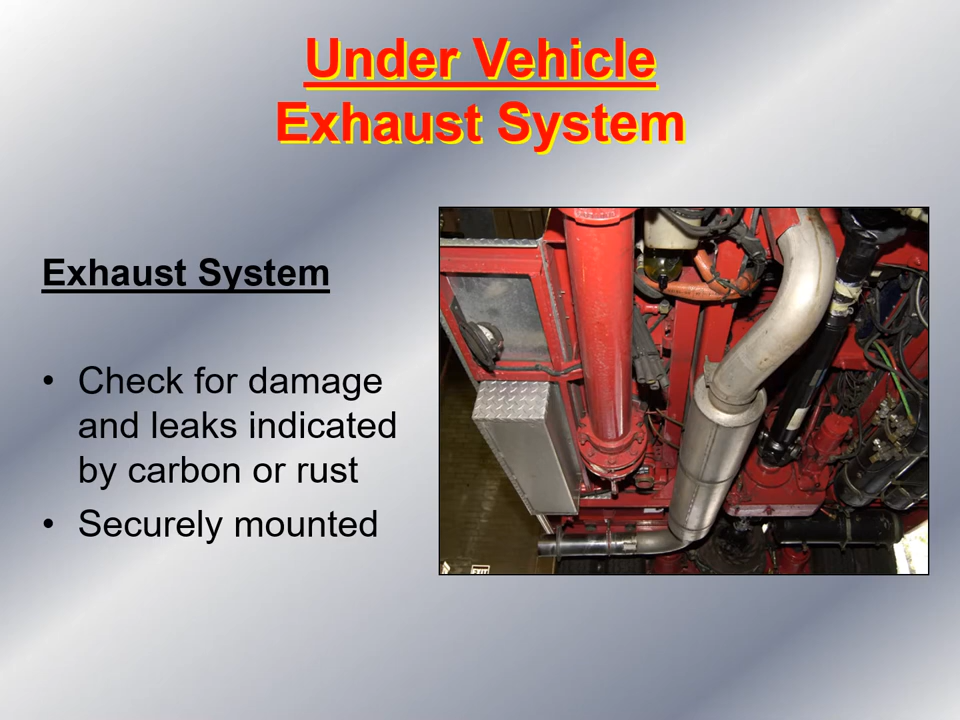 Under Vehicle
Exhaust System
Exhaust System
• Check for damage
and leaks indicated
by carbon or rust
• Securely mounted